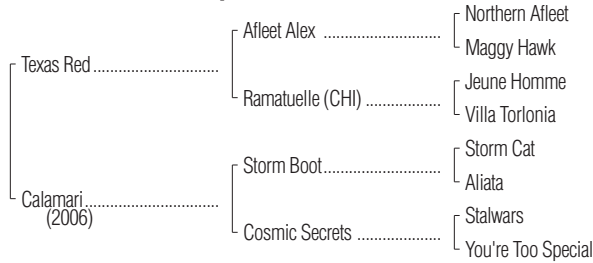 Northern Afleet
Afleet Alex ......................
Maggy Hawk
Texas Red..............................
Jeune Homme
Ramatuelle (CHI) ..................
Villa Torlonia
Storm Cat
Storm Boot............................
Aliata
Calamari................................
(2006)
Stalwars
Cosmic Secrets ....................
You're Too Special